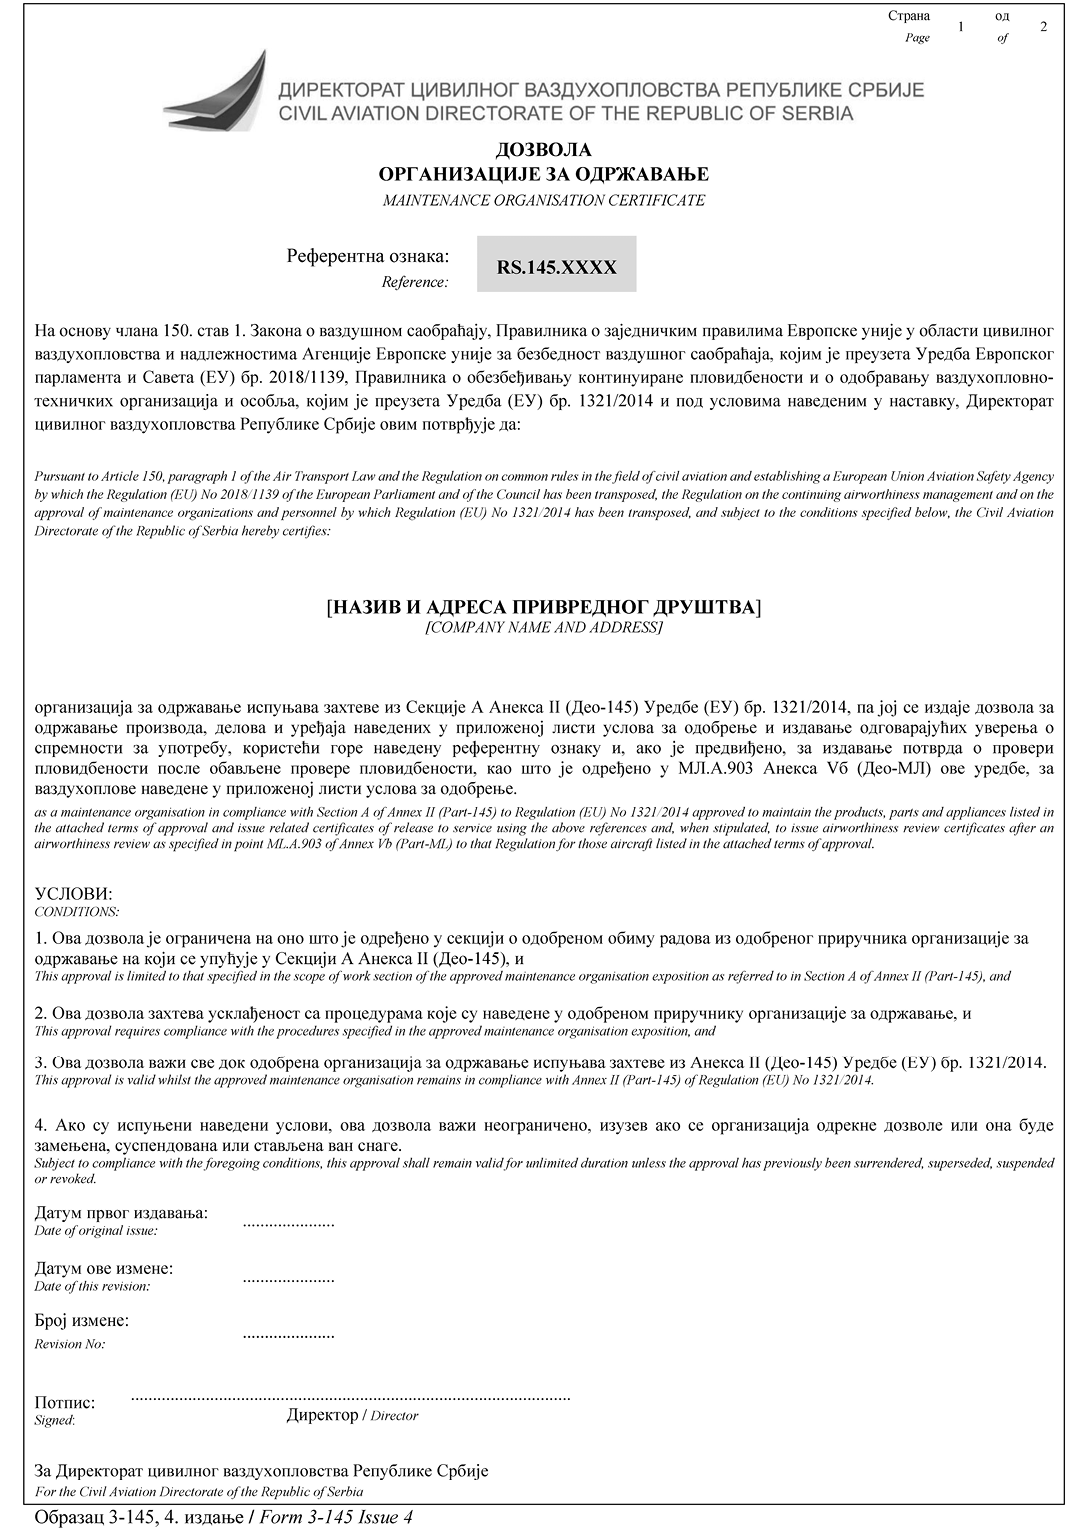 Страна 1 од 2
Page of
ДИРЕКТОРАТ ЦИВИЛНОГ ВАЗДУХОПЛОВСТВА РЕПУБЛИКЕ СРБИЈЕ
CIVIL AVIATION DIRECTORATE OF THE REPUBLIC OF SERBIA
ДОЗВОЛА
ОРГАНИЗАЦИЈЕ ЗА ОДРЖАВАЊЕ
MAINTENANCE ORGANISATION CERTIFICATE
Референтна ознака: RS.145.XXXX
Reference:
На основу члана 150. став 1. Закона о ваздушном саобраћају, Правилника о заједничким правилима Европске уније у области цивилног
ваздухопловства и надлежностима Агенције Европске уније за безбедност ваздушног саобраћаја, којим је преузета Уредба Европског
парламента и Савета (ЕУ) бр. 2018/1139, Правилника о обезбеђивању континуиране пловидбености и о одобравању ваздухопловно-
техничких организација и особља, којим је преузета Уредба (ЕУ) бр. 1321/2014 и под условима наведеним у наставку, Директорат
цивилног ваздухопловства Републике Србије овим потврђује да:
Pursuant to Article 150, paragraph 1 of the Air Transport Law and the Regulation on common rules in the field of civil aviation and establishing a European Union Aviation Safety Agency
by which the Regulation (EU) No 2018/1139 of the European Parliament and of the Council has been transposed, the Regulation on the continuing airworthiness management and on the
approval of maintenance organizations and personnel by which Regulation (EU) No 1321/2014 has been transposed, and subject to the conditions specified below, the Civil Aviation
Directorate of the Republic of Serbia hereby certifies:
[НАЗИВ И АДРЕСА ПРИВРЕДНОГ ДРУШТВА]
[COMPANY NAME AND ADDRESS]
организација за одржавање испуњава захтеве из Секције А Анекса II (Део-145) Уредбе (ЕУ) бр. 1321/2014, па јој се издаје дозвола за
одржавање производа, делова и уређаја наведених у приложеној листи услова за одобрење и издавање одговарајућих уверења о
спремности за употребу, користећи горе наведену референтну ознаку и, ако је предвиђено, за издавање потврда о провери
пловидбености после обављене провере пловидбености, као што је одређено у МЛ.А.903 Анекса Vб (Део-МЛ) ове уредбе, за
ваздухоплове наведене у приложеној листи услова за одобрење.
as a maintenance organisation in compliance with Section A of Annex II (Part-145) to Regulation (EU) No 1321/2014 approved to maintain the products, parts and appliances listed in
the attached terms of approval and issue related certificates of release to service using the above references and, when stipulated, to issue airworthiness review certificates after an
airworthiness review as specified in point ML.A.903 of Annex Vb (Part-ML) to that Regulation for those aircraft listed in the attached terms of approval.
УСЛОВИ:
CONDITIONS:
1. Ова дозвола је ограничена на оно што је одређено у секцији о одобреном обиму радова из одобреног приручника организације за
одржавање на који се упућује у Секцији А Анекса II (Део-145), и
This approval is limited to that specified in the scope of work section of the approved maintenance organisation exposition as referred to in Section A of Annex II (Part-145), and
2. Ова дозвола захтева усклађеност са процедурама које су наведене у одобреном приручнику организације за одржавање, и
This approval requires compliance with the procedures specified in the approved maintenance organisation exposition, and
3. Ова дозвола важи све док одобрена организација за одржавање испуњава захтеве из Анекса II (Део-145) Уредбе (ЕУ) бр. 1321/2014.
This approval is valid whilst the approved maintenance organisation remains in compliance with Annex II (Part-145) of Regulation (EU) No 1321/2014.
4. Ако су испуњени наведени услови, ова дозвола важи неограничено, изузев ако се организација одрекне дозволе или она буде
замењена, суспендована или стављена ван снаге.
Subject to compliance with the foregoing conditions, this approval shall remain valid for unlimited duration unless the approval has previously been surrendered, superseded, suspended
or revoked.
Датум првог издавања: .....................
Date of original issue:
Датум ове измене: .....................
Date of this revision:
Број измене: .....................
Revision No:
Потпис: .....................................................................................................
Signed:
Директор / Director
За Директорат цивилног ваздухопловства Републике Србије
For the Civil Aviation Directorate of the Republic of Serbia
Образац 3-145, 4. издање / Form 3-145 Issue 4